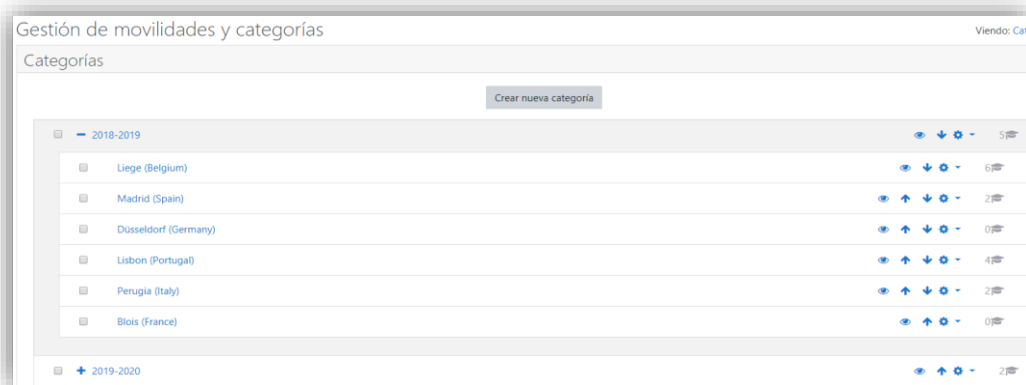 Gestión de movilidades y categorías
Viendo: Cat
Categorías
Crear nueva categoría
2018-2019 5
Liege (Belgium) 6
Madrid (Spain) 2
Düsseldorf (Germany) 0
Lisbon (Portugal) 4
Perugia (Italy) 2
Blois (France) 0
2019-2020 2